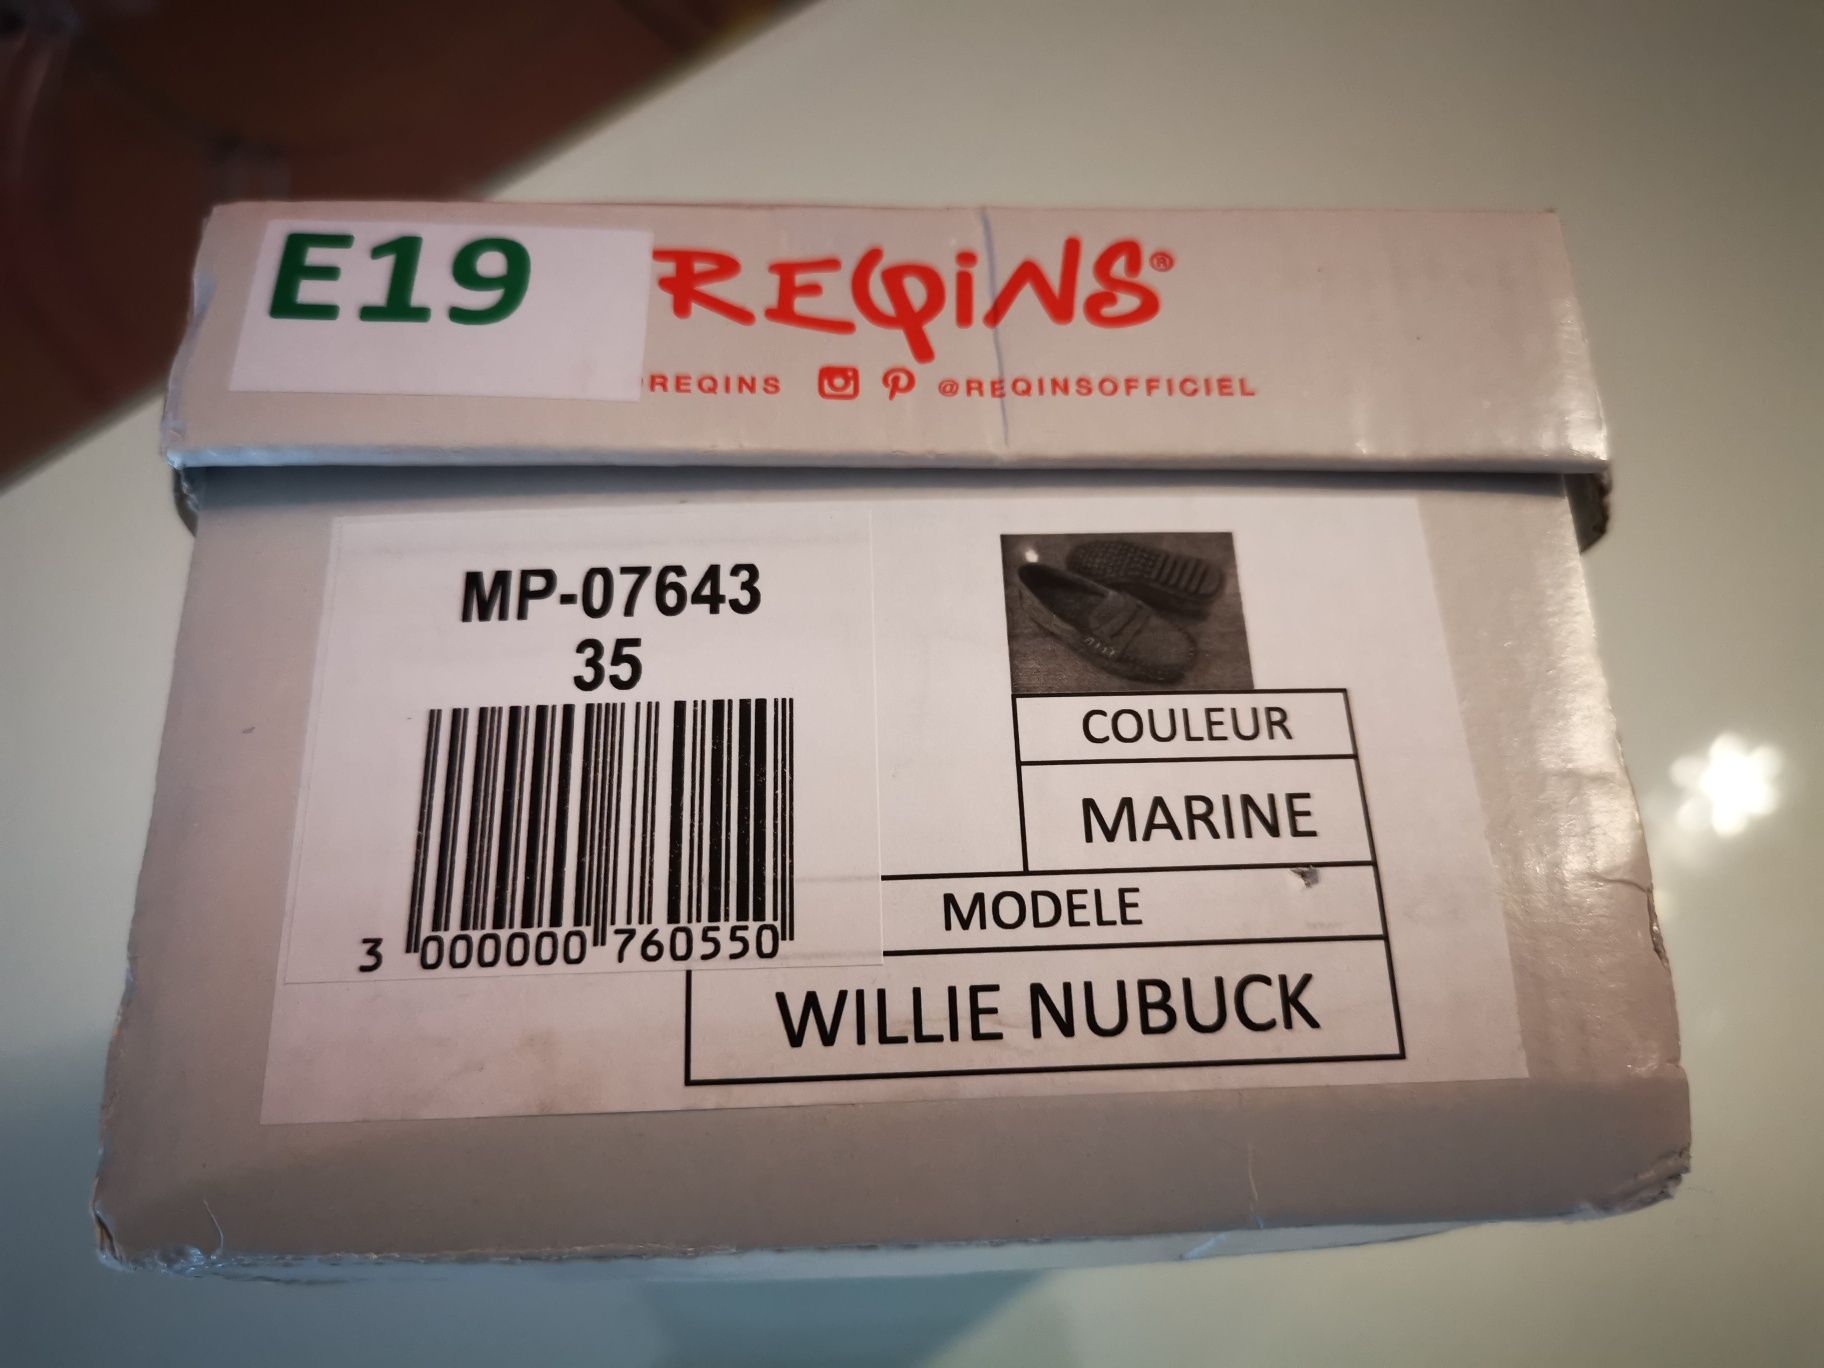 E19
REQINS®
REQINS @REQINSOFFICIEL
MP-07643
35
3 000000 760550
COULEUR
MARINE
MODELE
WILLIE NUBUCK